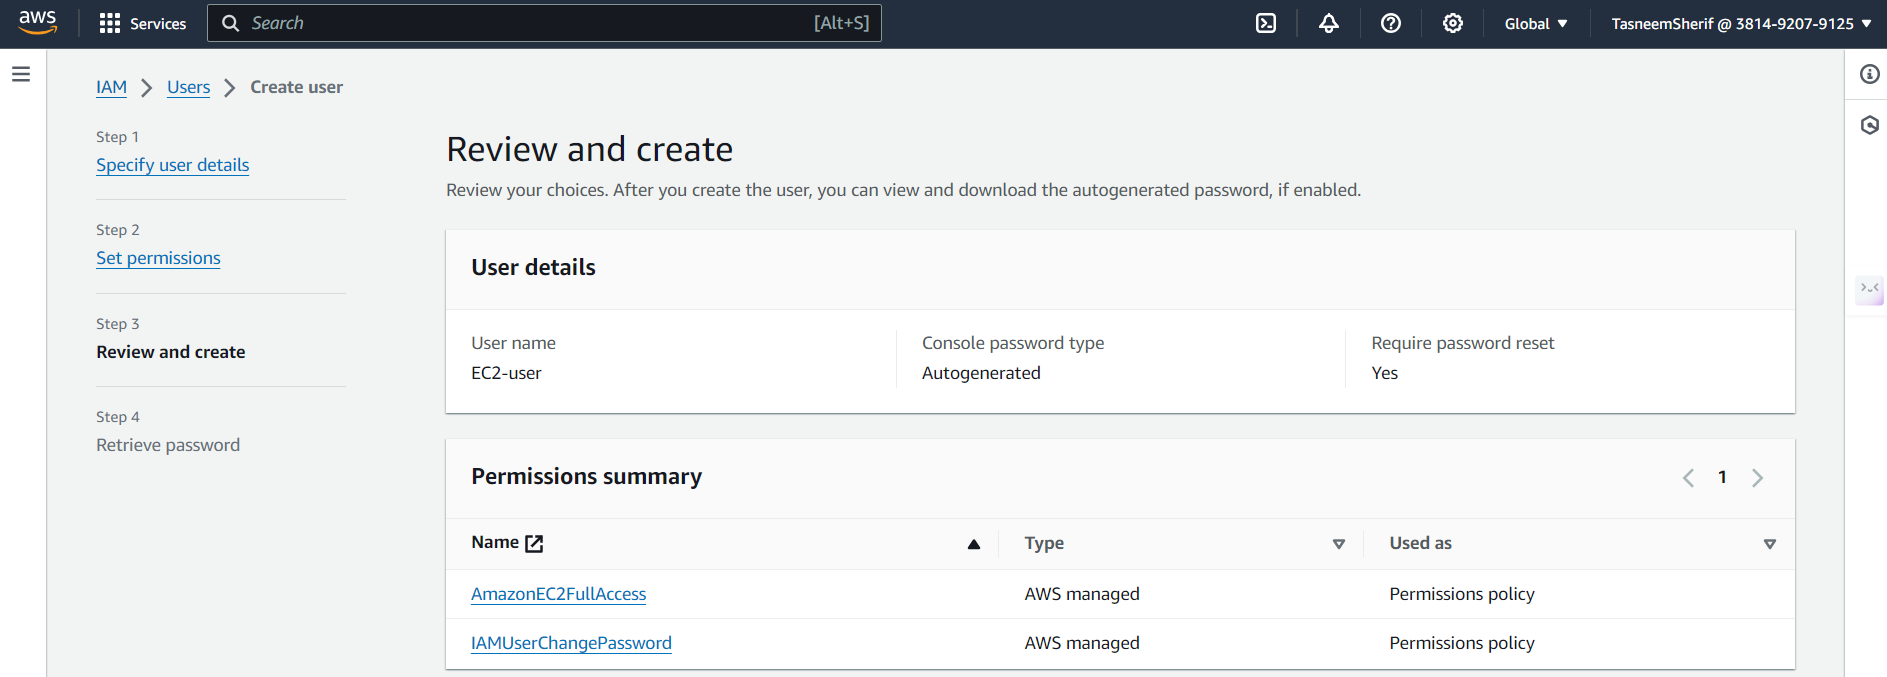 aws
Services
Search
[Alt+S]
Global
TasneemSherif @ 3814-9207-9125
IAM
Users
Create user
Step 1
Specify user details
Step 2
Set permissions
Step 3
Review and create
Step 4
Retrieve password
Review and create
Review your choices. After you create the user, you can view and download the autogenerated password, if enabled.
User details
User name
EC2-user
Console password type
Autogenerated
Require password reset
Yes
Permissions summary
1
Name
Type
Used as
AmazonEC2FullAccess
AWS managed
Permissions policy
IAMUserChangePassword
AWS managed
Permissions policy